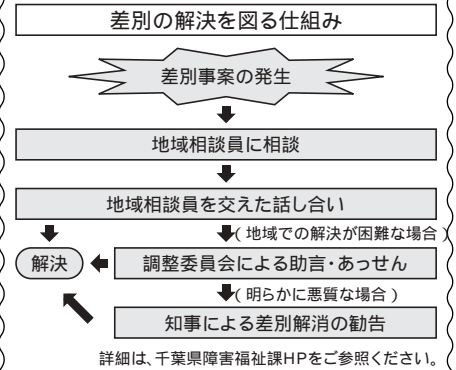 差別の解決を図る仕組み
差別事案の発生
地域相談員に相談
地域相談員を交えた話し合い
(地域での解決が困難な場合)
解決
調整委員会による助言・あっせん
(明らかに悪質な場合)
知事による差別解消の勧告
詳細は、千葉県障害福祉課HPをご参照ください。